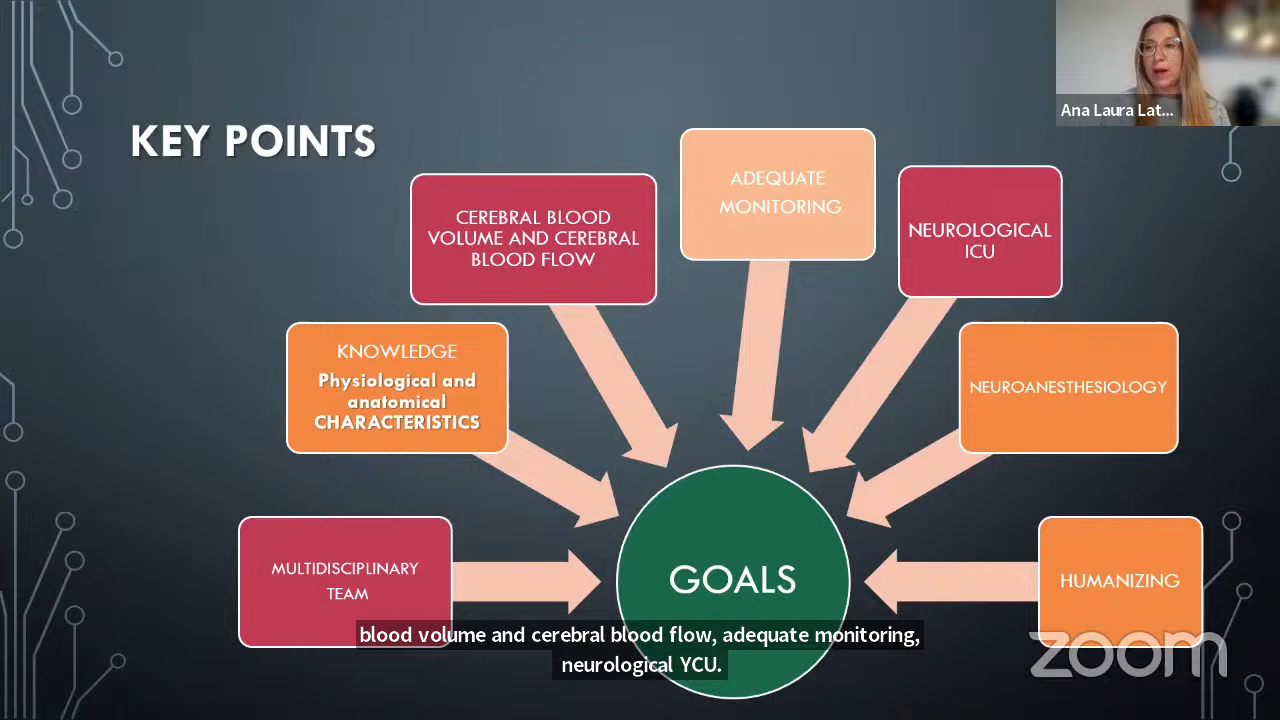 Ana Laura Lat...
KEY POINTS
ADEQUATE
MONITORING
CEREBRAL BLOOD
VOLUME AND CEREBRAL
BLOOD FLOW
NEUROLOGICAL
ICU
KNOWLEDGE
Physiological and
anatomical
CHARACTERISTICS
NEUROANESTHESIOLOGY
MULTIDISCIPLINARY
TEAM
GOALS
HUMANIZING
blood volume and cerebral blood flow, adequate monitoring,
neurological YCU.
zoom